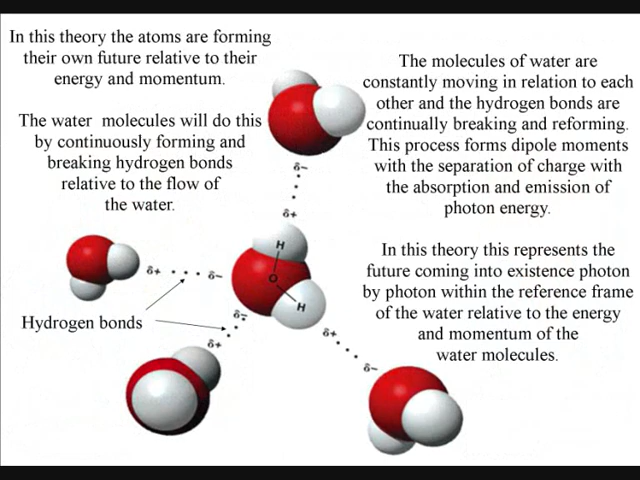 In this theory the atoms are forming
their own future relative to their
energy and momentum.
The water molecules will do this
by continuously forming and
breaking hydrogen bonds
relative to the flow of
the water.
The molecules of water are
constantly moving in relation to each
other and the hydrogen bonds are
continually breaking and reforming.
This process forms dipole moments
with the separation of charge with
the absorption and emission of
photon energy.
In this theory this represents the
future coming into existence photon
by photon within the reference frame
of the water relative to the energy
and momentum of the
water molecules.
δ−
δ+
H
O
H
δ+
δ−
Hydrogen bonds
δ−
δ+
δ+
δ−